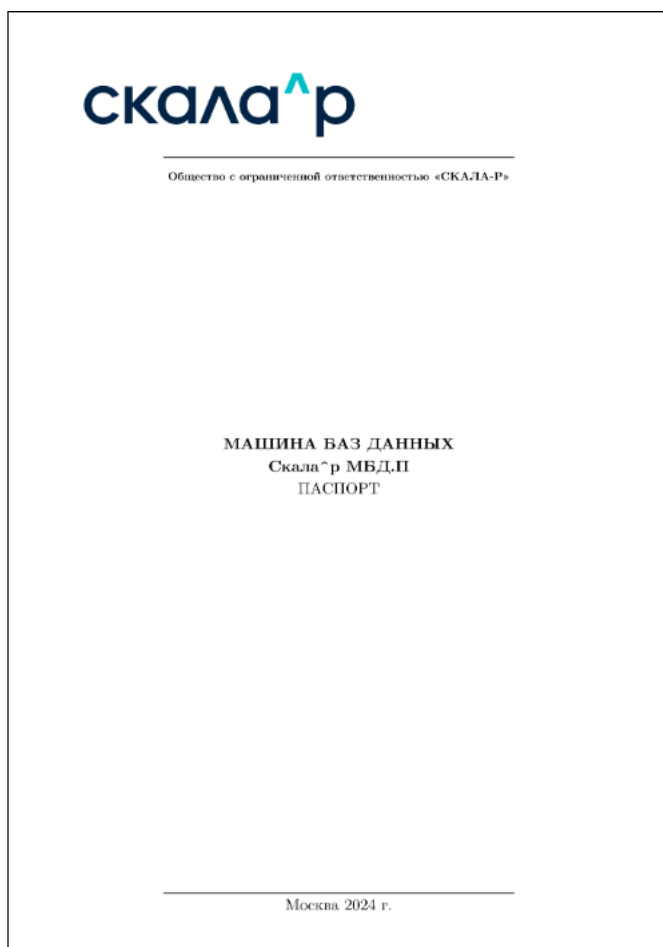 скала^р
Общество с ограниченной ответственностью «СКАЛА-Р»
МАШИНА БАЗ ДАННЫХ
Скала^р МБД.П
ПАСПОРТ
Москва 2024 г.